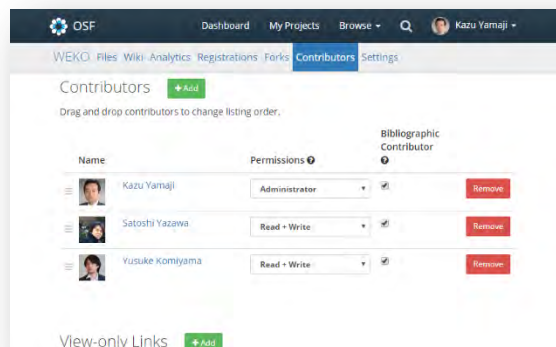 OSF Dashboard My Projects Browse Kazu Yamaji
WEKO Files Wiki Analytics Registrations Forks Contributors Settings
Contributors + Add
Drag and drop contributors to change listing order.
Name Permissions Bibliographic Contributor
Kazu Yamaji Administrator Remove
Satoshi Yazawa Read + Write Remove
Yusuke Komiyama Read + Write Remove
View-only Links + Add